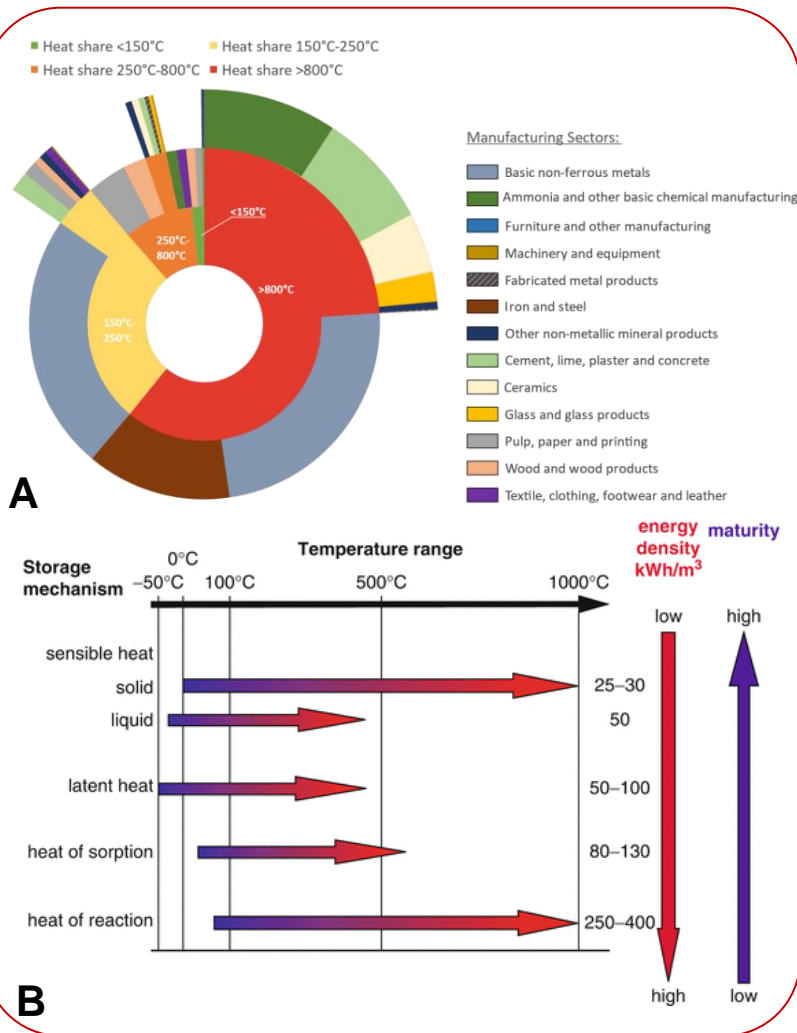 Heat share <150°C
Heat share 150°C-250°C
Heat share 250°C-800°C
Heat share >800°C
<150°C
250°C-
800°C
>800°C
150°C-
250°C
Manufacturing Sectors:
Basic non-ferrous metals
Ammonia and other basic chemical manufacturing
Furniture and other manufacturing
Machinery and equipment
Fabricated metal products
Iron and steel
Other non-metallic mineral products
Cement, lime, plaster and concrete
Ceramics
Glass and glass products
Pulp, paper and printing
Wood and wood products
Textile, clothing, footwear and leather
A
Storage
mechanism
Temperature range
−50°C
0°C
100°C
500°C
1000°C
energy
density
kWh/m³
maturity
low
high
sensible heat
solid
25–30
liquid
50
latent heat
50–100
heat of sorption
80–130
heat of reaction
250–400
high
low
B